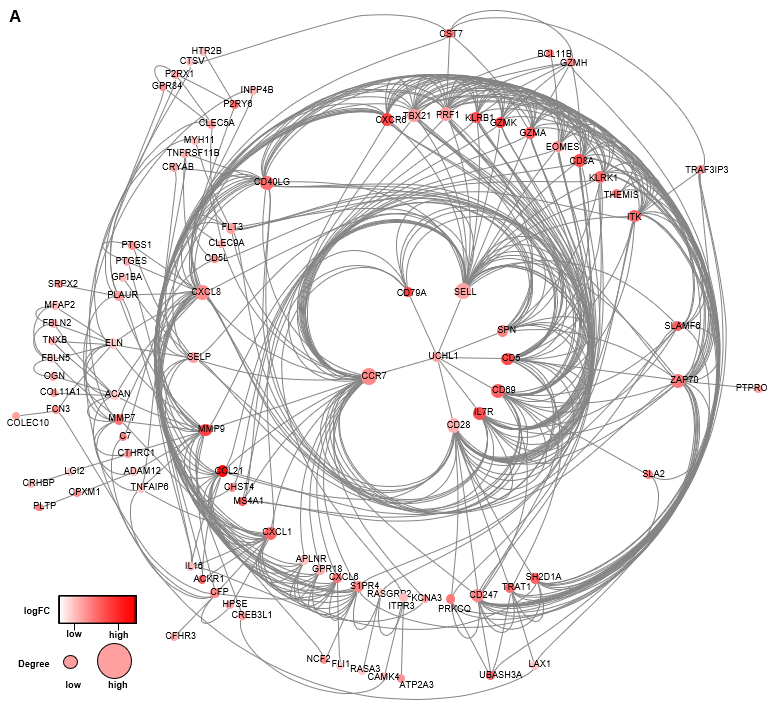 A
CST7
HTR2B
CTSV
BCL11B
GZMH
P2RX1
GPR84
INPP4B
P2RY6
CLEC5A
CXCR6
TBX21
PRF1
KLRB1
GZMK
GZMA
MYH11
TNFRSF11B
CRYAB
EOMES
CD8A
TRAF3IP3
CD40LG
KLRK1
THEMIS
ITK
FLT3
CLEC9A
CD5L
PTGS1
PTGES
GP1BA
PLAUR
SRPX2
CXCL8
CD79A
SELL
MFAP2
FBLN2
TNXB
FBLN5
ELN
SPN
SLAMF6
SELP
UCHL1
CD5
OGN
CCR7
ZAP70
PTPRO
COL11A1
ACAN
CD69
FCN3
COLEC10
MMP7
IL7R
MMP9
CD28
C7
CTHRC1
LGI2
ADAM12
CCL21
SLA2
CRHBP
CPXM1
TNFAIP6
CHST4
MS4A1
PLTP
CXCL1
IL16
ACKR1
APLNR
GPR18
CXCL6
S1PR4
CFP
RASGRP2
ITPR3
KCNA3
PRKCQ
CD247
TRAT1
SH2D1A
HPSE
CREB3L1
CFHR3
NCF2
FLI1
RASA3
CAMK4
ATP2A3
UBASH3A
LAX1
logFC
low
high
Degree
low
high